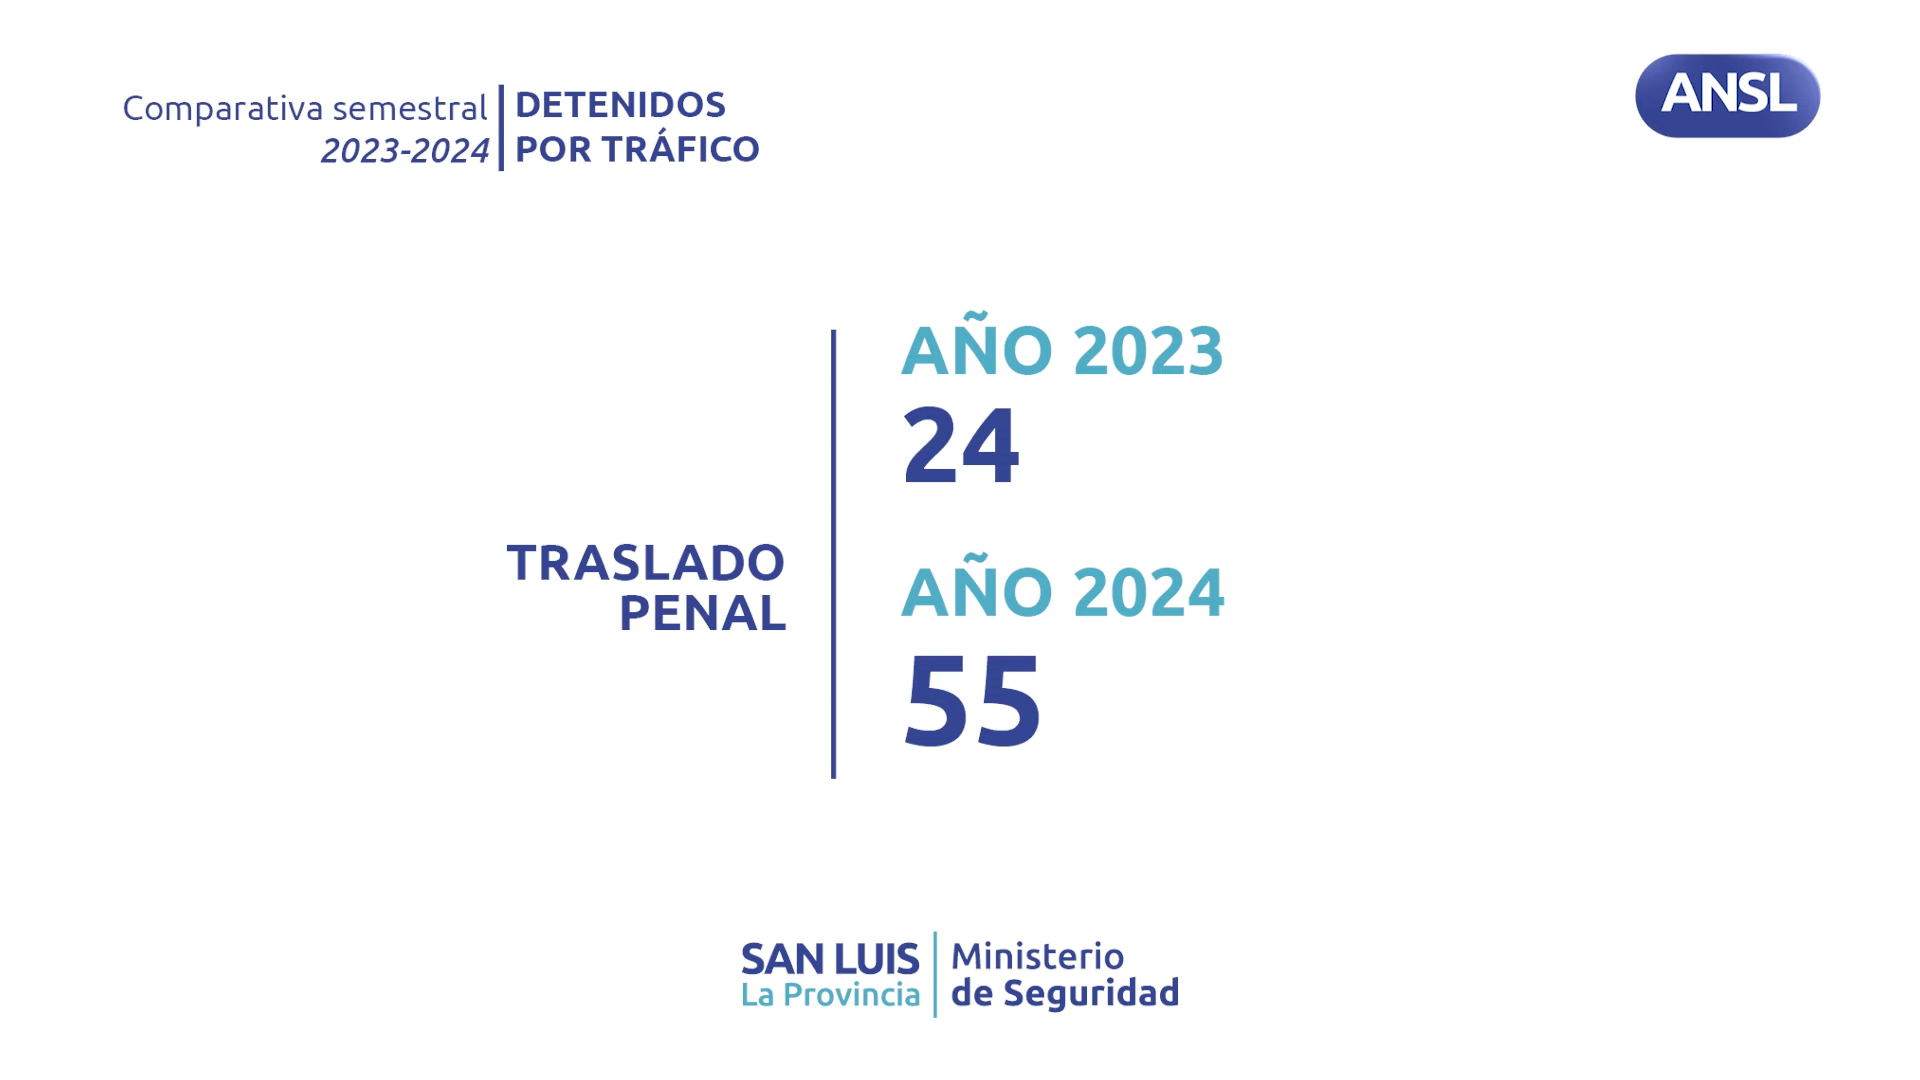 Comparativa semestral
2023-2024
DETENIDOS
POR TRÁFICO
ANSL
TRASLADO
PENAL
AÑO 2023
24
AÑO 2024
55
SAN LUIS
La Provincia
Ministerio
de Seguridad